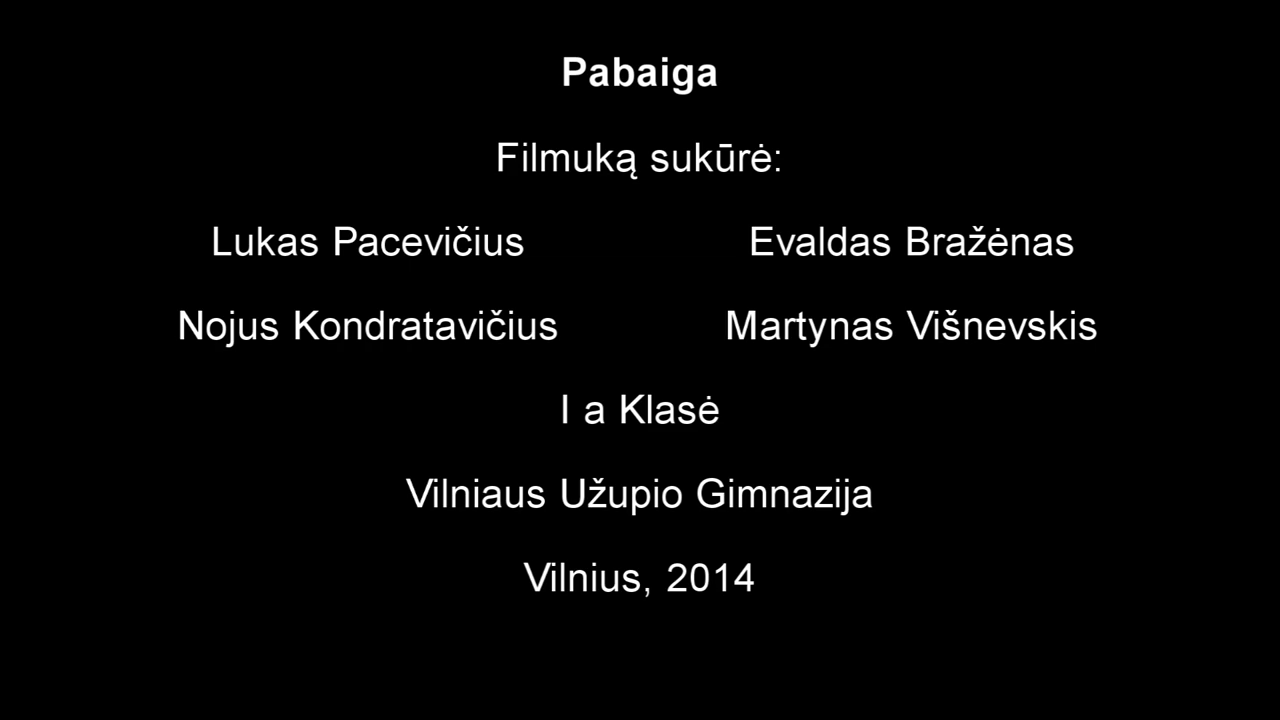 Pabaiga
Filmuką sukūrė:
Lukas Pacevičius Evaldas Bražėnas
Nojus Kondratavičius Martynas Višnevskis
I a Klasė
Vilniaus Užupio Gimnazija
Vilnius, 2014